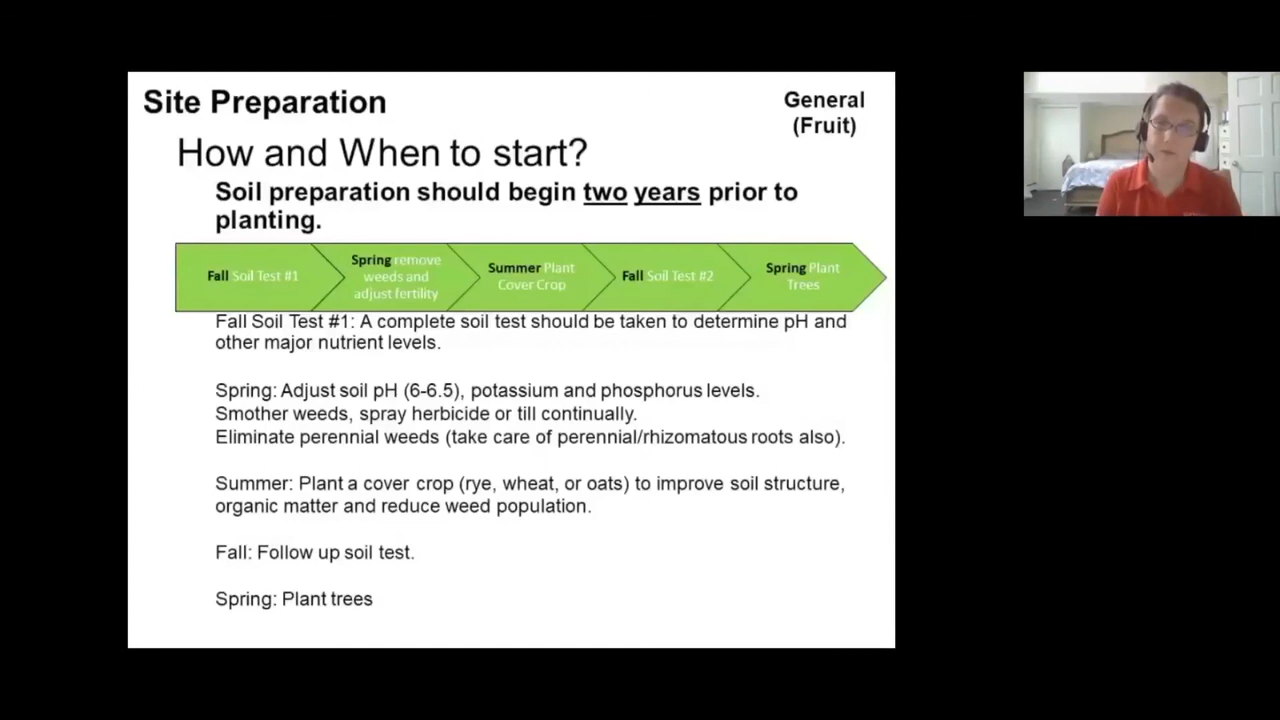 Site Preparation
General
(Fruit)
How and When to start?
Soil preparation should begin two years prior to
planting.
Fall Soil Test #1
Spring remove
weeds and
adjust fertility
Summer Plant
Cover Crop
Fall Soil Test #2
Spring Plant
Trees
Fall Soil Test #1: A complete soil test should be taken to determine pH and
other major nutrient levels.
Spring: Adjust soil pH (6-6.5), potassium and phosphorus levels.
Smother weeds, spray herbicide or till continually.
Eliminate perennial weeds (take care of perennial/rhizomatous roots also).
Summer: Plant a cover crop (rye, wheat, or oats) to improve soil structure,
organic matter and reduce weed population.
Fall: Follow up soil test.
Spring: Plant trees